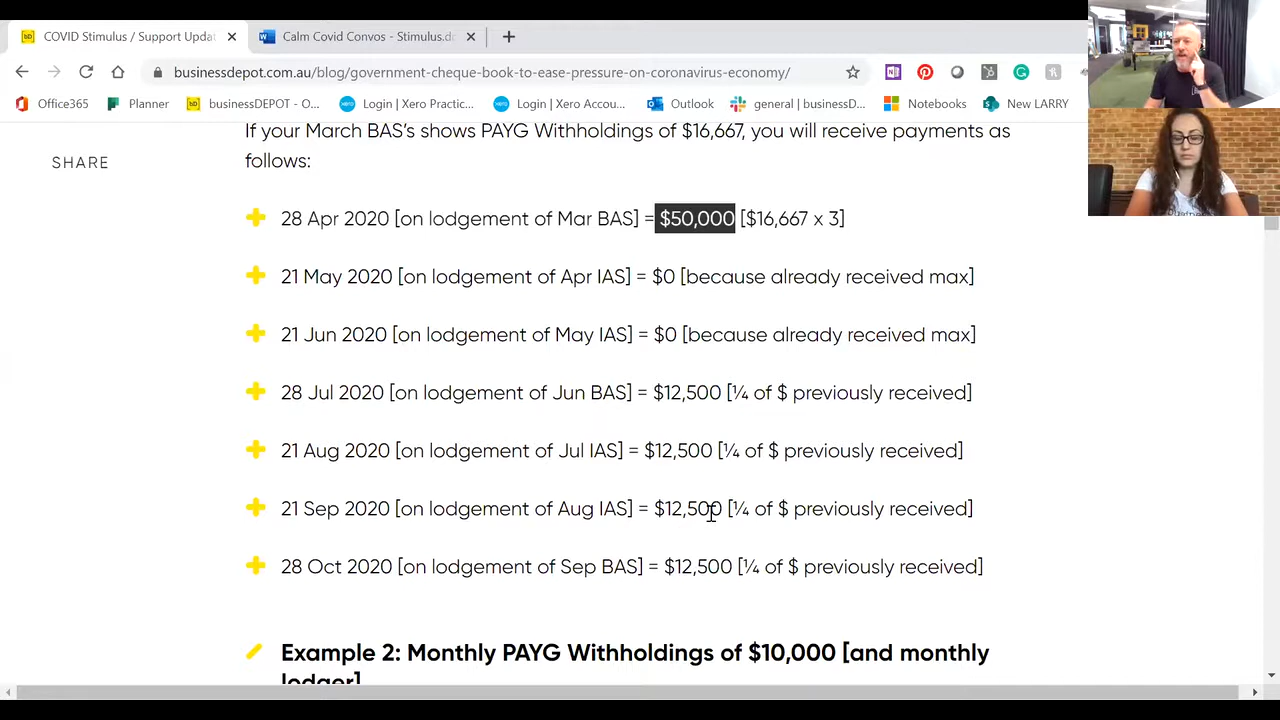 COVID Stimulus / Support Upda
Calm Covid Convos - Stimulus.d
businessdepot.com.au/blog/government-cheque-book-to-ease-pressure-on-coronavirus-economy/
Office365
Planner
businessDEPOT - O...
Login | Xero Practic...
Login | Xero Accou...
Outlook
general | businessD...
Notebooks
New LARRY
If your March BAS's shows PAYG Withholdings of $16,667, you will receive payments as
follows:
SHARE
28 Apr 2020 [on lodgement of Mar BAS] = $50,000 [$16,667 x 3]
21 May 2020 [on lodgement of Apr IAS] = $0 [because already received max]
21 Jun 2020 [on lodgement of May IAS] = $0 [because already received max]
28 Jul 2020 [on lodgement of Jun BAS] = $12,500 [¼ of $ previously received]
21 Aug 2020 [on lodgement of Jul IAS] = $12,500 [¼ of $ previously received]
21 Sep 2020 [on lodgement of Aug IAS] = $12,500 [¼ of $ previously received]
28 Oct 2020 [on lodgement of Sep BAS] = $12,500 [¼ of $ previously received]
Example 2: Monthly PAYG Withholdings of $10,000 [and monthly
lodger]